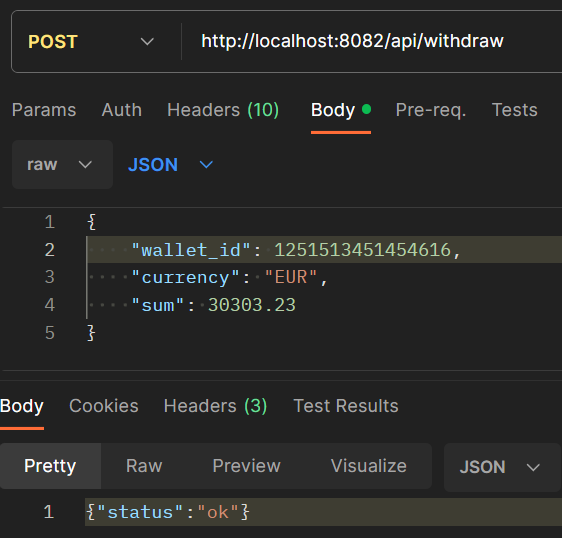 POST http://localhost:8082/api/withdraw
Params Auth Headers (10) Body Pre-req. Tests
raw JSON
1 {
2 "wallet_id": 1251513451454616,
3 "currency": "EUR",
4 "sum": 30303.23
5 }
Body Cookies Headers (3) Test Results
Pretty Raw Preview Visualize JSON
1 {"status":"ok"}